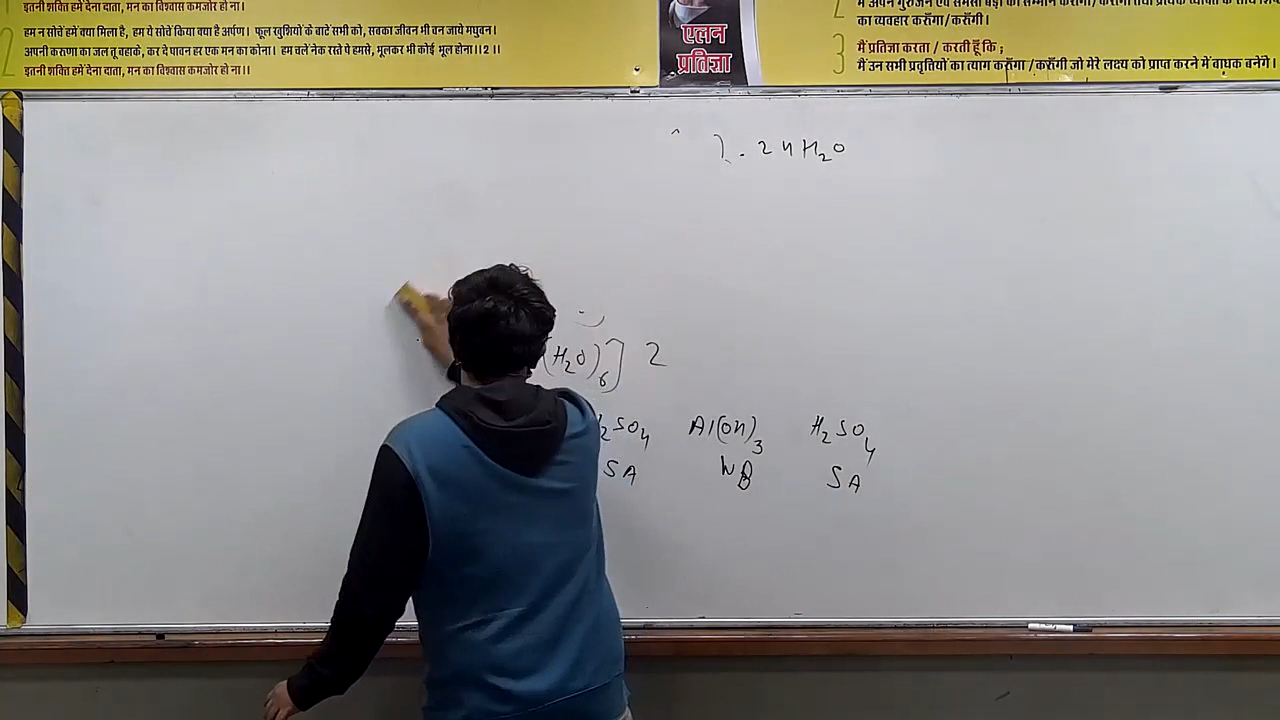 इतनी शक्ति हमें देना दाता, मन का विश्वास कमजोर हो ना।
हम न सोचें हमें क्या मिला है, हम ये सोचें किया क्या है अर्पण। फूल खुशियों के बाटें सभी को, सबका जीवन भी बन जाये मधुबन।
2
अपनी करुणा का जल तू बहाके, कर दे पावन हर एक मन का कोना। हम चलें नेक रस्ते पे हमसे, भूलकर भी कोई भूल होना।।2।।
इतनी शक्ति हमें देना दाता, मन का विश्वास कमजोर हो ना।।
एलन
प्रतिज्ञा
2
का व्यवहार करूँगा/करूँगी।
3
मैं प्रतिज्ञा करता / करती हूँ कि ;
मैं उन सभी प्रवृत्तियों का त्याग करूँगा /करूँगी जो मेरे लक्ष्य को प्राप्त करने में बाधक बनेंगे।
. 24H₂O
(H₂O)₆] 2
₂SO₄ Al(OH)₃ H₂SO₄
SA WB SA